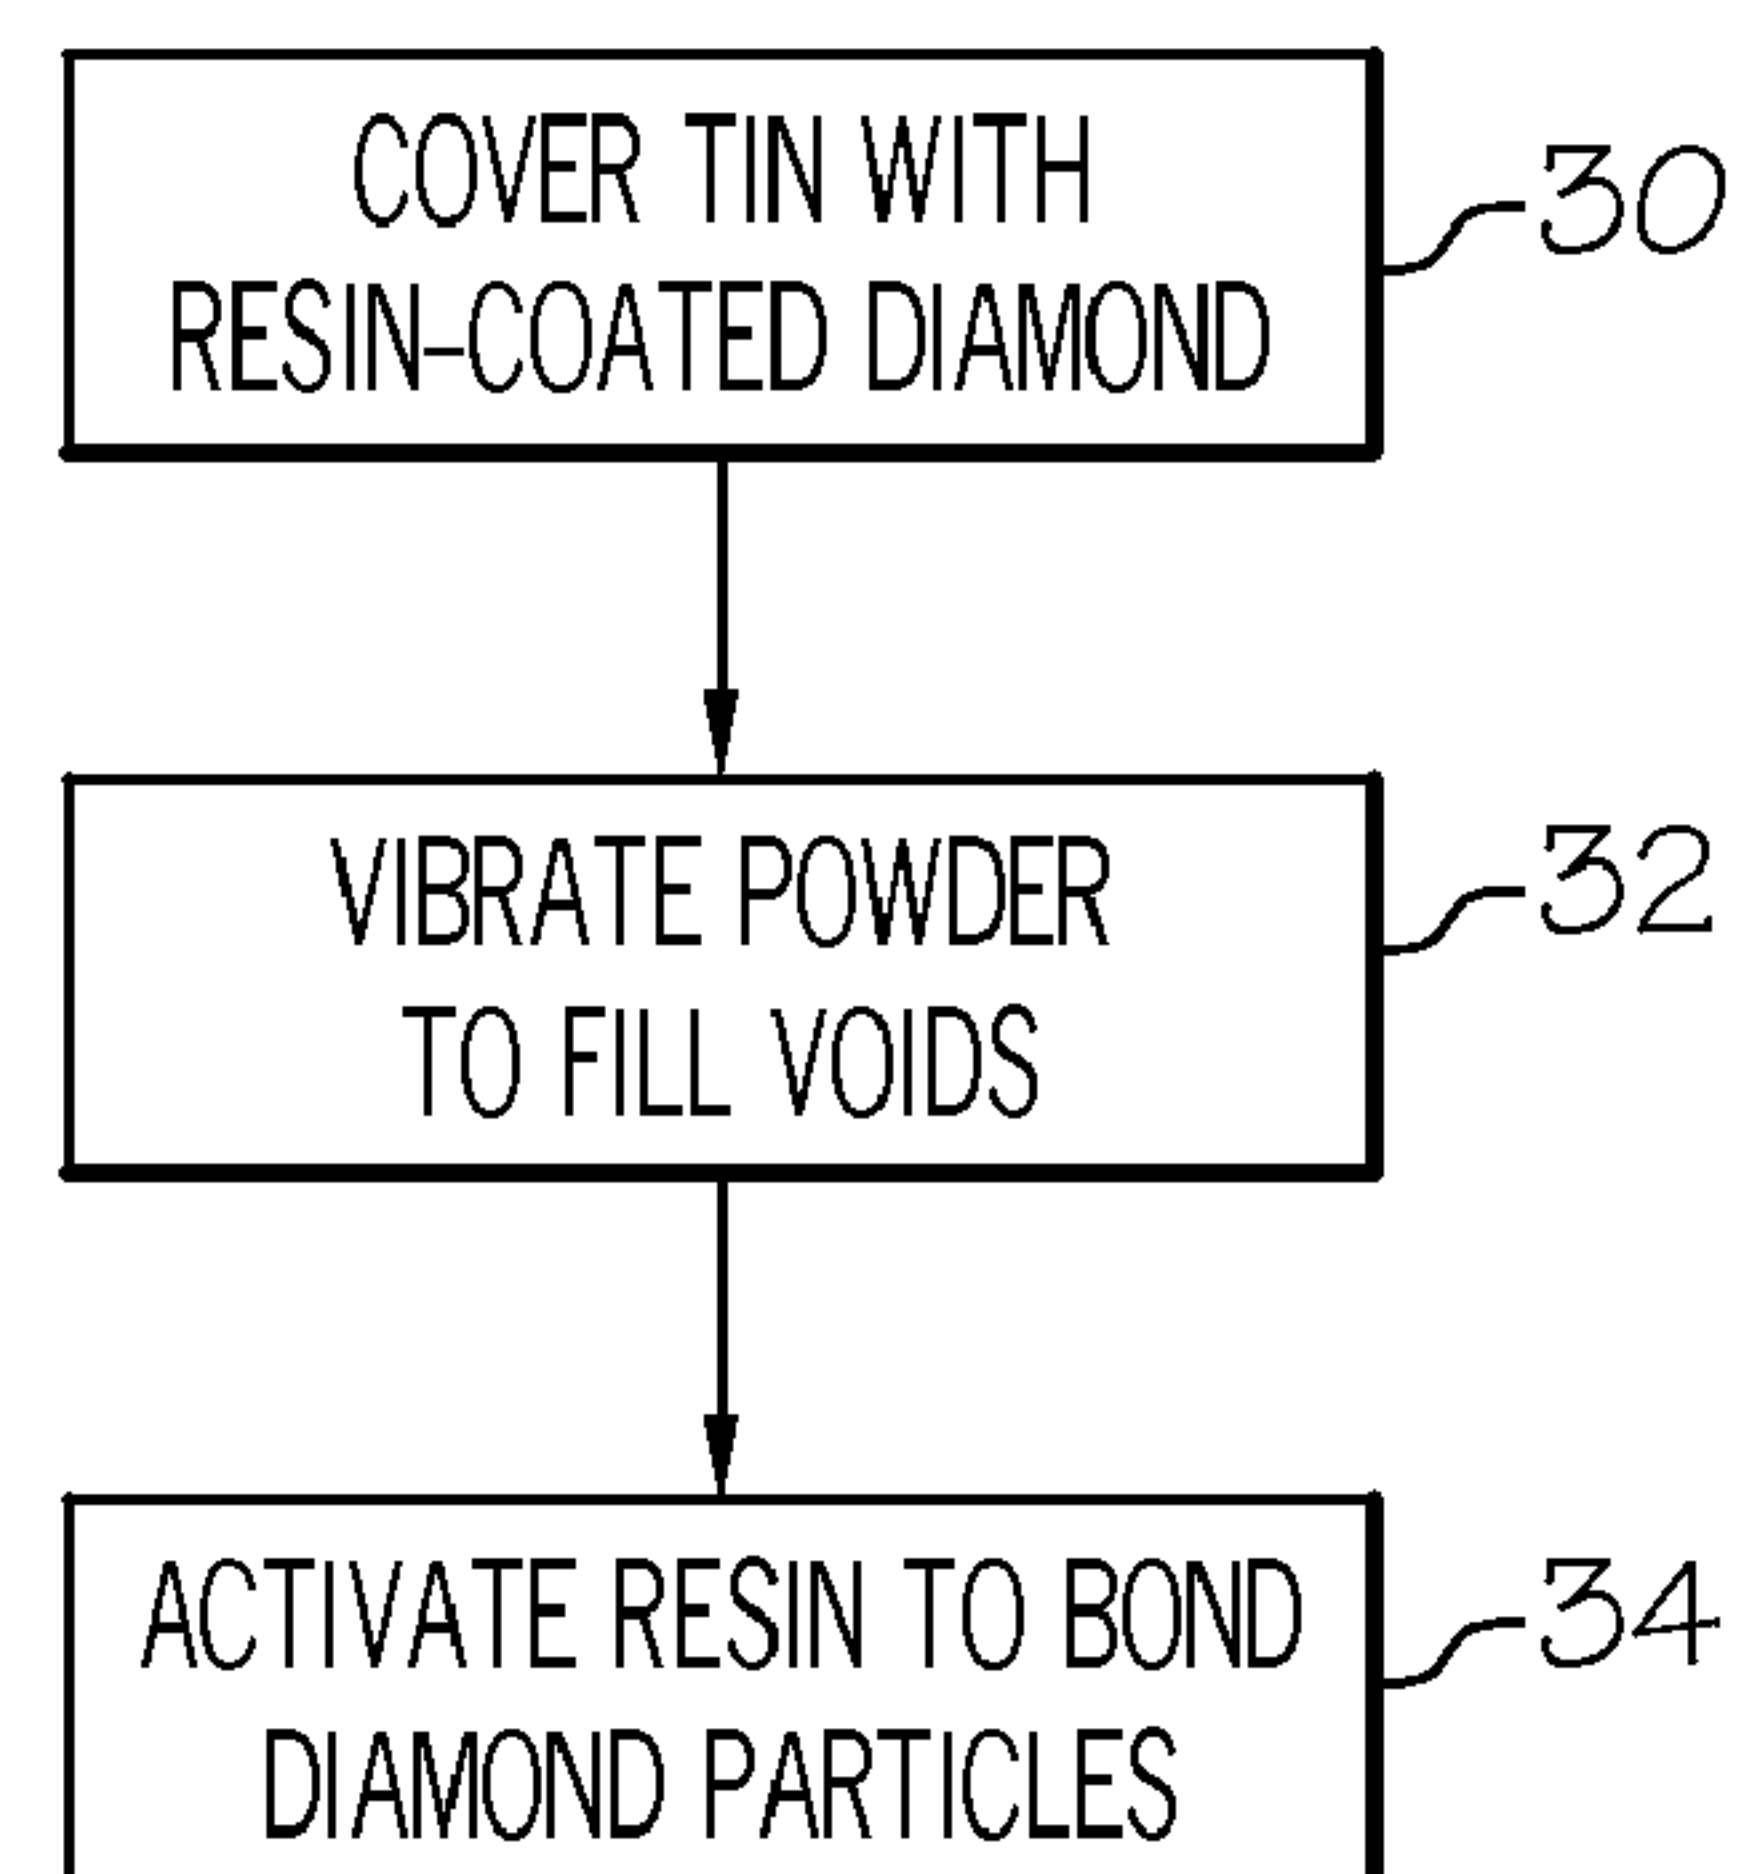 COVER TIN WITH
RESIN-COATED DIAMOND
30
VIBRATE POWDER
TO FILL VOIDS
32
ACTIVATE RESIN TO BOND
DIAMOND PARTICLES
34